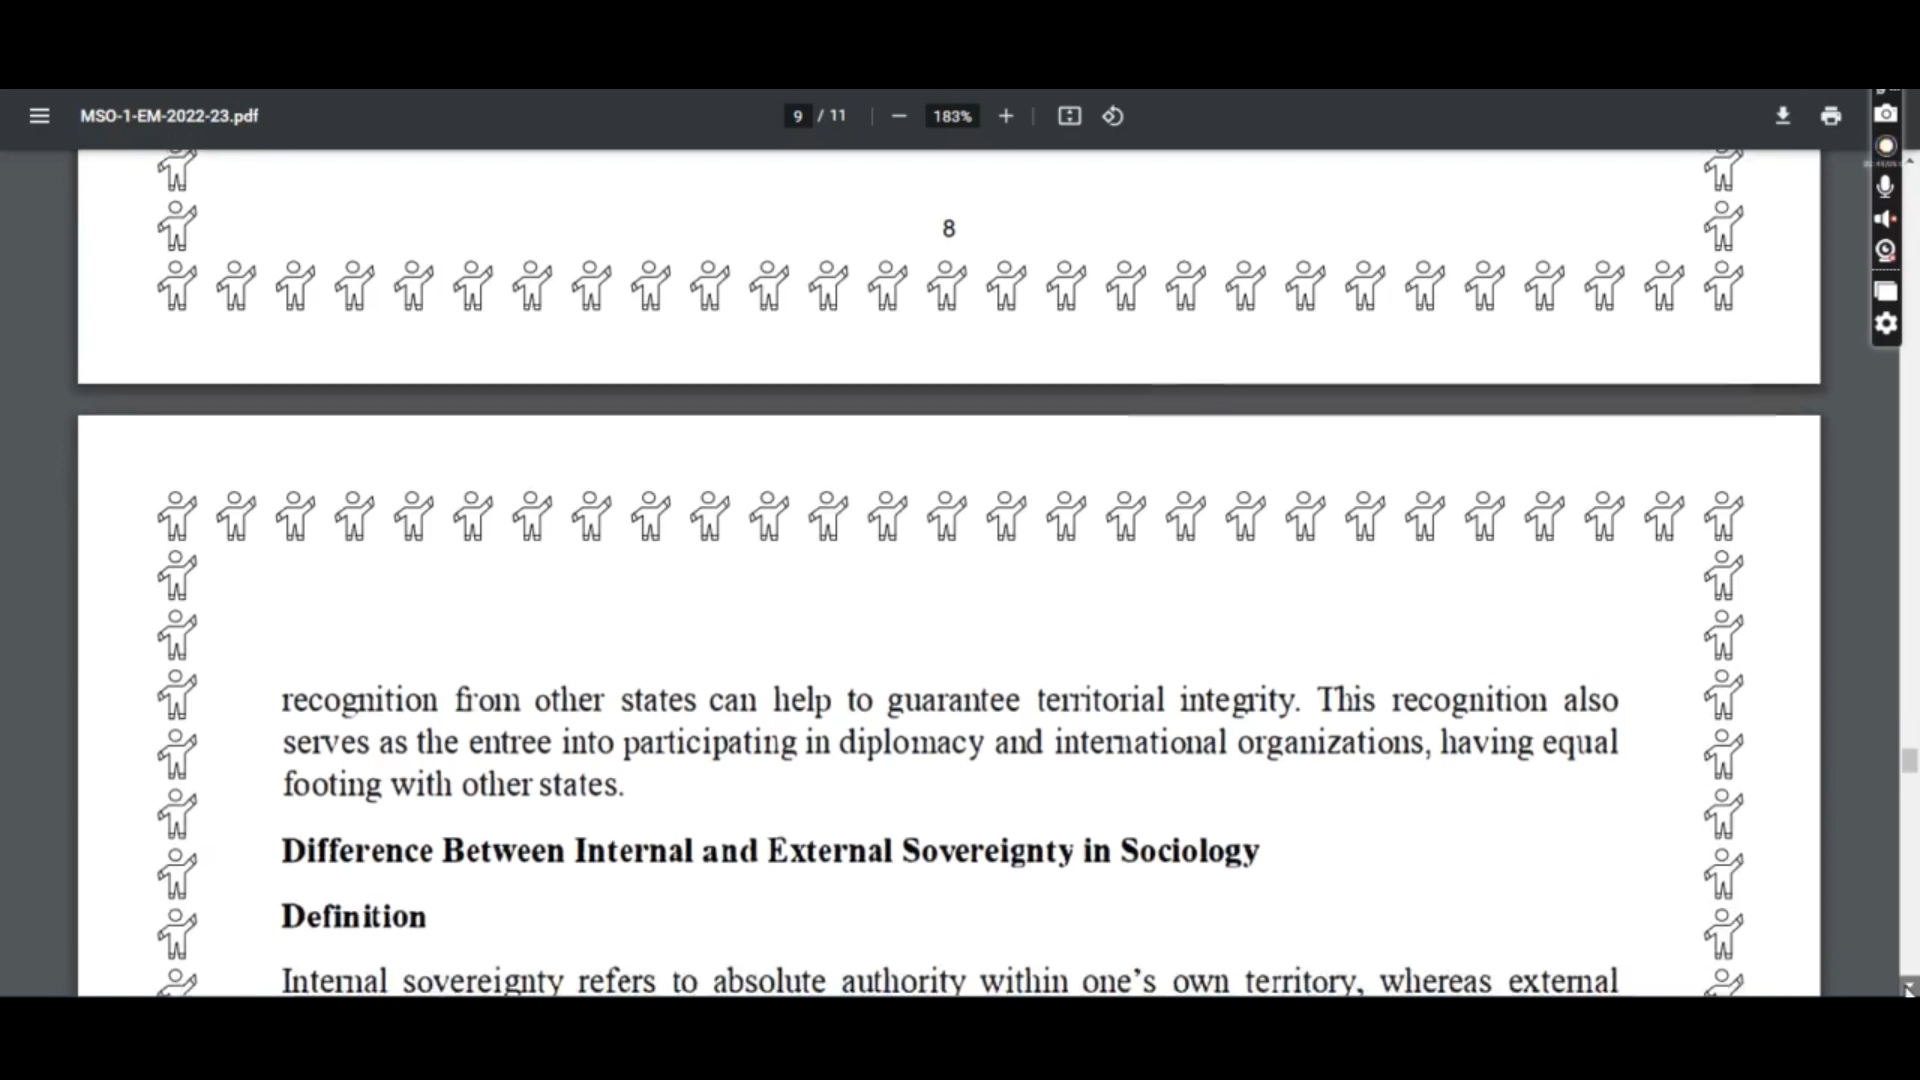 MSO-1-EM-2022-23.pdf
9 / 11
183%
8
recognition from other states can help to guarantee territorial integrity. This recognition also
serves as the entree into participating in diplomacy and international organizations, having equal
footing with other states.
Difference Between Internal and External Sovereignty in Sociology
Definition
Internal sovereignty refers to absolute authority within one's own territory, whereas external